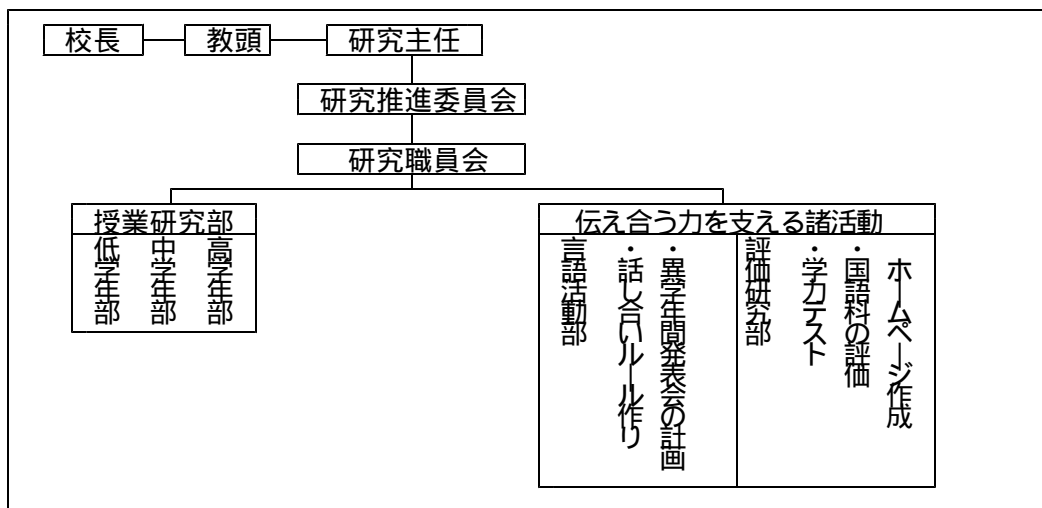 校長
教頭
研究主任
研究推進委員会
研究職員会
授業研究部
低学年部
中学年部
高学年部
伝え合う力を支える諸活動
言語活動部
・話し合いルール作り
・異学年間発表会の計画
評価研究部
・学力テスト
・国語科の評価
ホームページ作成